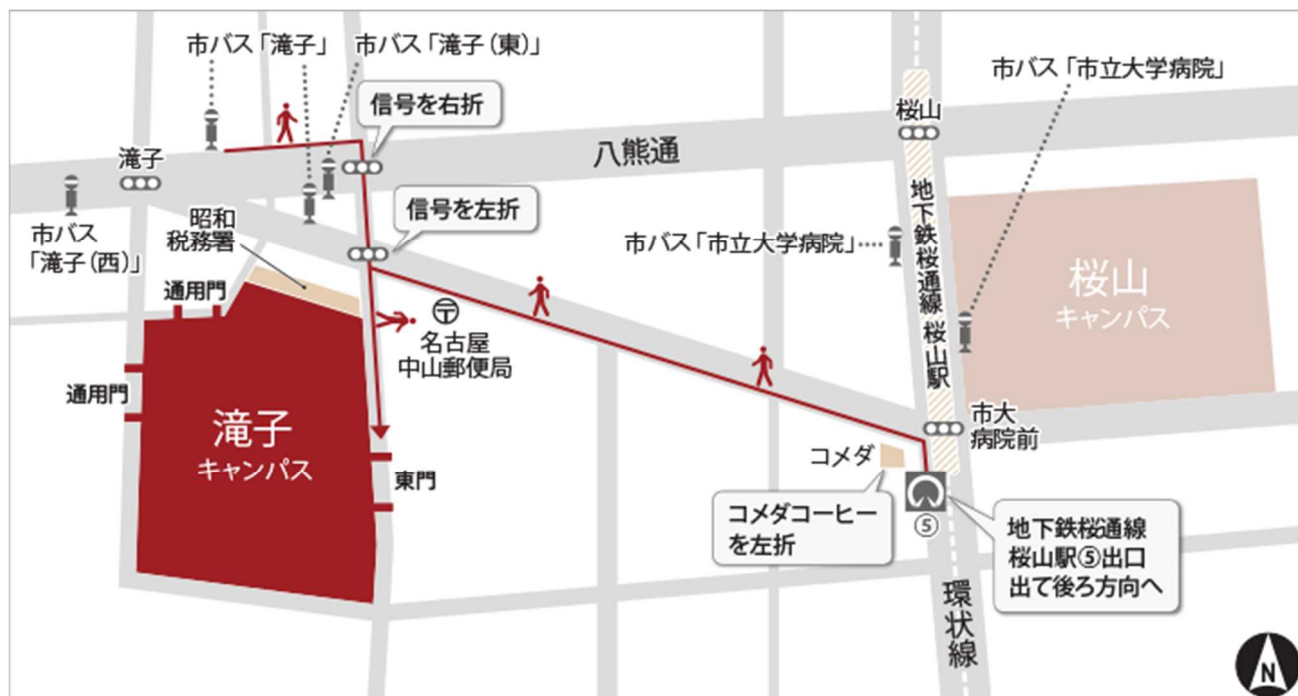 市バス「滝子」
市バス「滝子(東)」
信号を右折
市バス「市立大学病院」
桜山
滝子
八熊通
地下鉄桜通線 桜山駅
昭和
税務署
信号を左折
市バス
「滝子(西)」
市バス「市立大学病院」
桜山
キャンパス
通用門
〒
名古屋
中山郵便局
通用門
滝子
キャンパス
東門
コメダ
市大
病院前
コメダコーヒー
を左折
⑤
地下鉄桜通線
桜山駅⑤出口
出て後ろ方向へ
環状線
N